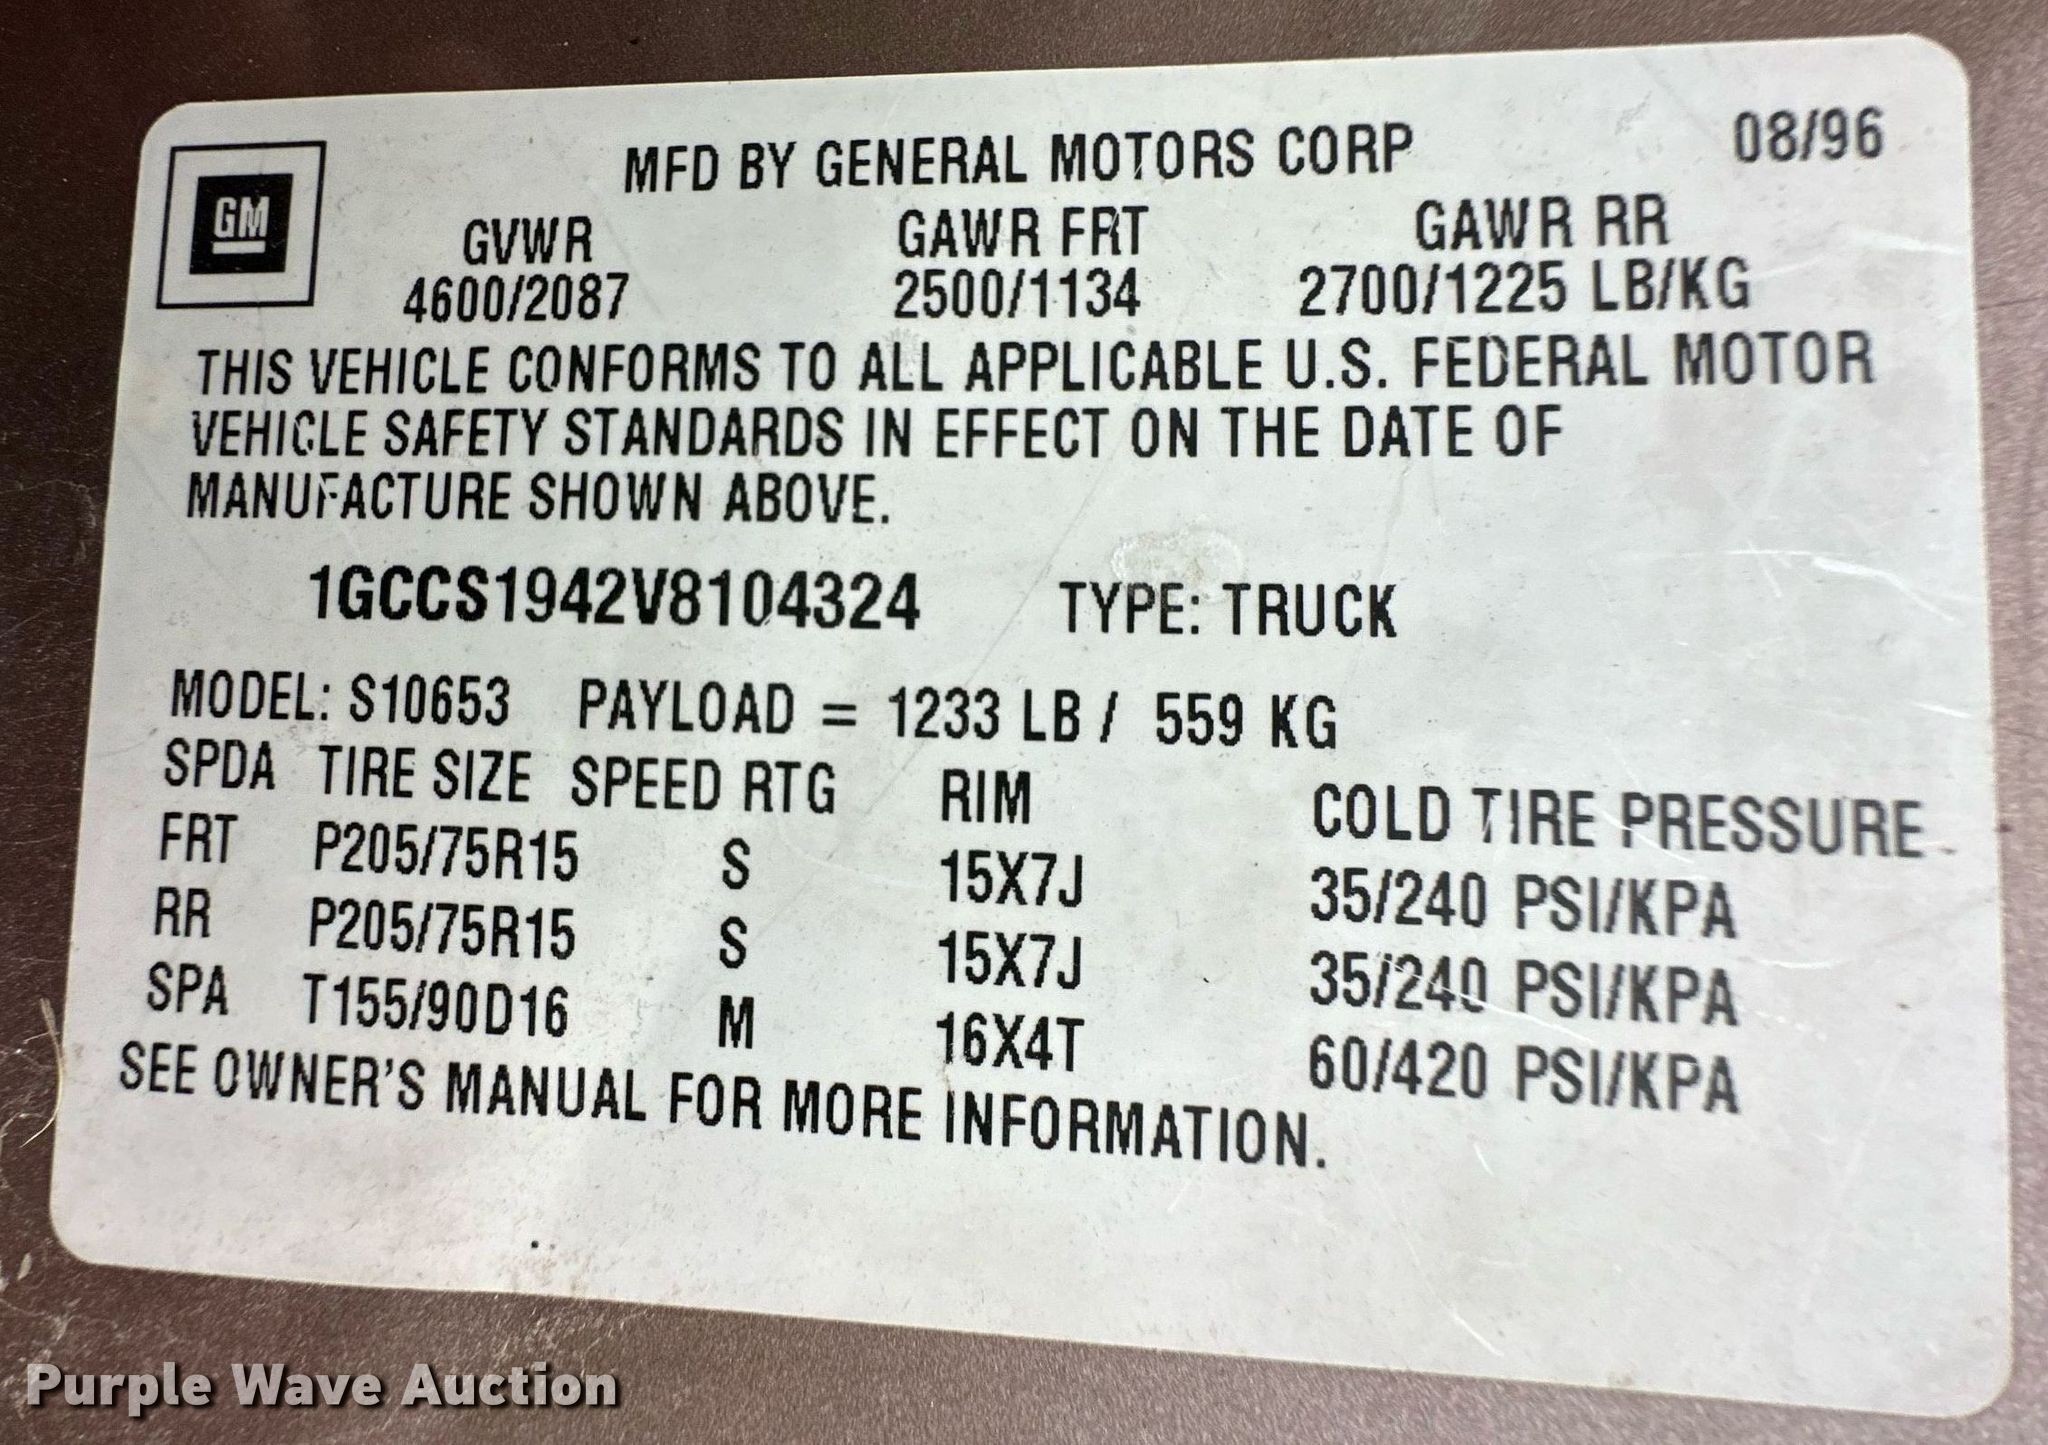 GM
MFD BY GENERAL MOTORS CORP 08/96
GVWR GAWR FRT GAWR RR
4600/2087 2500/1134 2700/1225 LB/KG
THIS VEHICLE CONFORMS TO ALL APPLICABLE U.S. FEDERAL MOTOR
VEHICLE SAFETY STANDARDS IN EFFECT ON THE DATE OF
MANUFACTURE SHOWN ABOVE.
1GCCS1942V8104324 TYPE: TRUCK
MODEL: S10653 PAYLOAD = 1233 LB / 559 KG
SPDA TIRE SIZE SPEED RTG RIM COLD TIRE PRESSURE
FRT P205/75R15 S 15X7J 35/240 PSI/KPA
RR P205/75R15 S 15X7J 35/240 PSI/KPA
SPA T155/90D16 M 16X4T 60/420 PSI/KPA
SEE OWNER'S MANUAL FOR MORE INFORMATION.
Purple Wave Auction